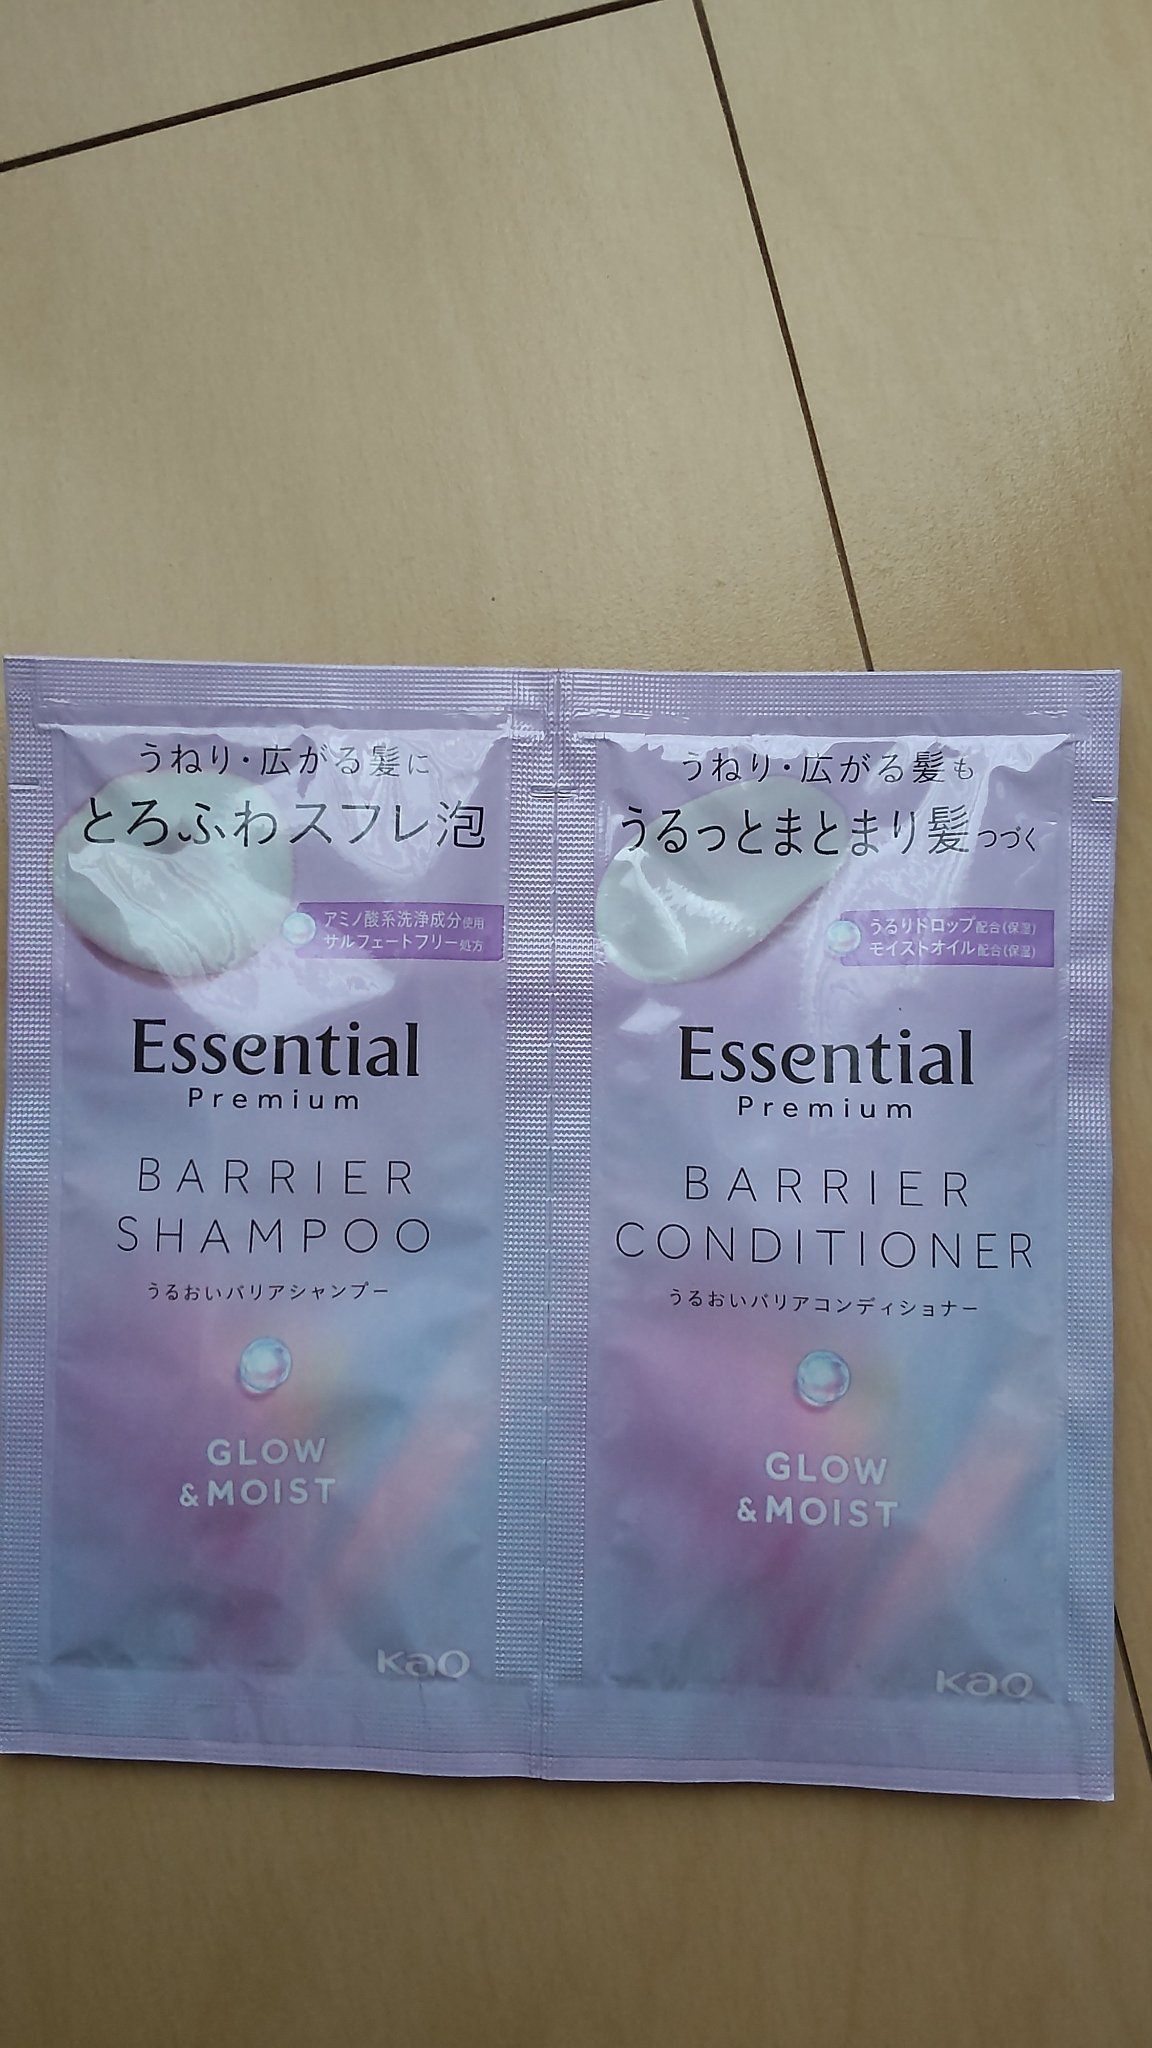 うねり・広がる髪に
とろふわスフレ泡
アミノ酸系洗浄成分使用
サルフェートフリー処方
Essential
Premium
BARRIER
SHAMPOO
うるおいバリアシャンプー
GLOW
&MOIST
Kao
うねり・広がる髪も
うるっとまとまり髪つづく
うるりドロップ配合(保湿)
モイストオイル配合(保湿)
Essential
Premium
BARRIER
CONDITIONER
うるおいバリアコンディショナー
GLOW
&MOIST
Kao